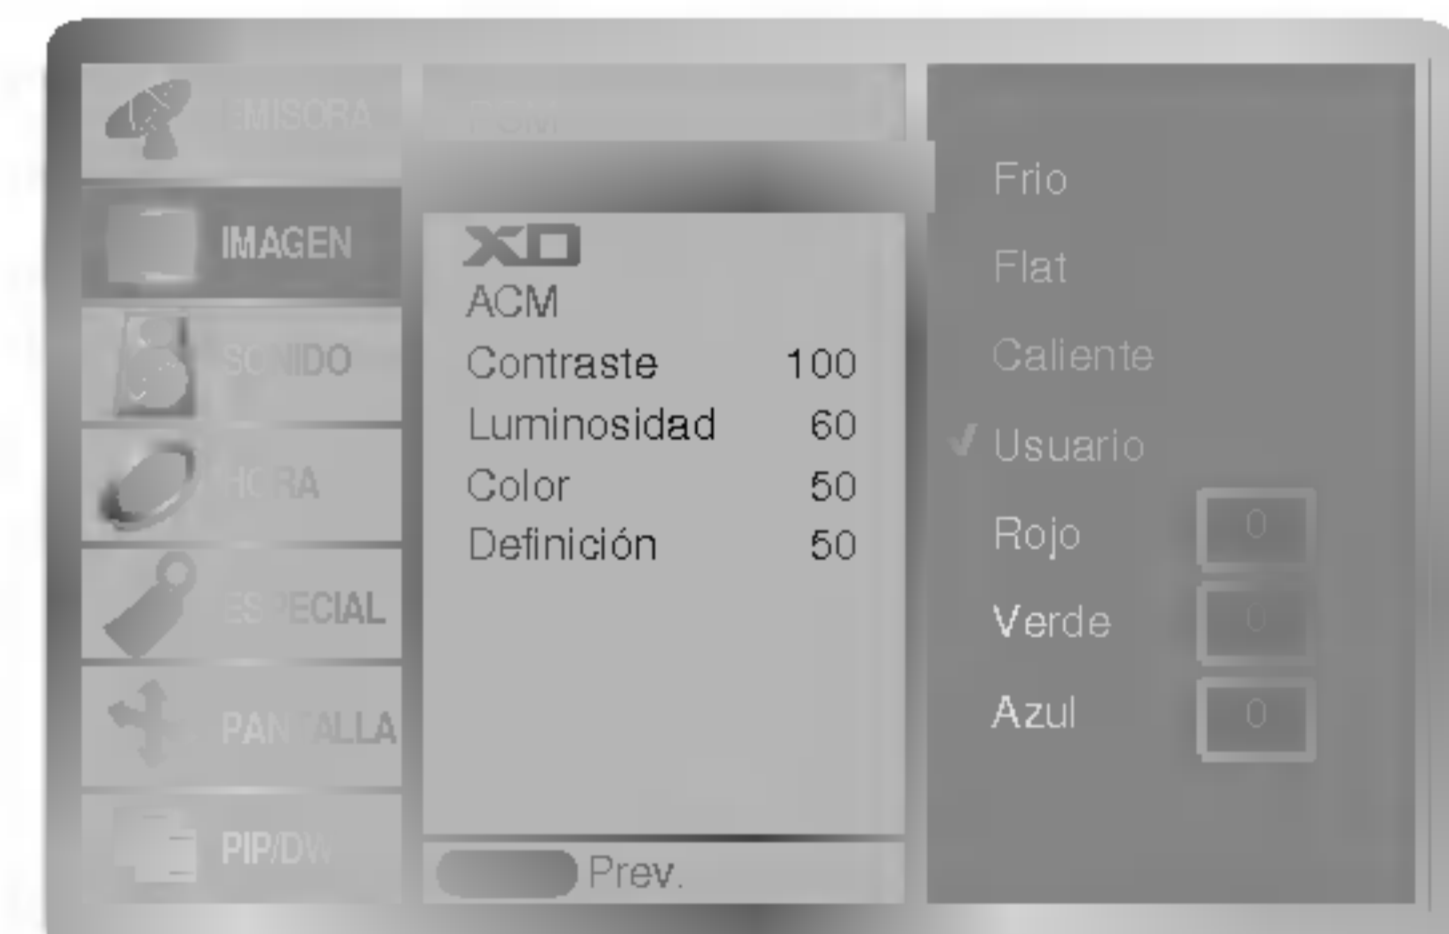 EMISORA
IMAGEN
SONIDO
HORA
ESPECIAL
PANTALLA
PIP/DW
PSM
XD
ACM
Contraste 100
Luminosidad 60
Color 50
Definición 50
Prev.
Frio
Flat
Caliente
✓ Usuario
Rojo 0
Verde 0
Azul 0